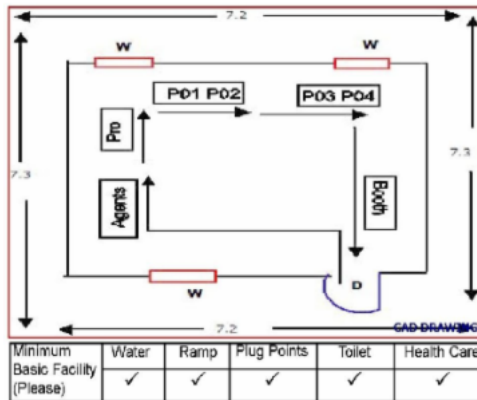 7.2
W
W
P01 P02
P03 P04
Pro
7.3
7.3
Agents
Booth
W
D
7.2
CAD DRAWING
Minimum Basic Facility (Please)
Water
Ramp
Plug Points
Toilet
Health Care
✓ ✓ ✓ ✓ ✓